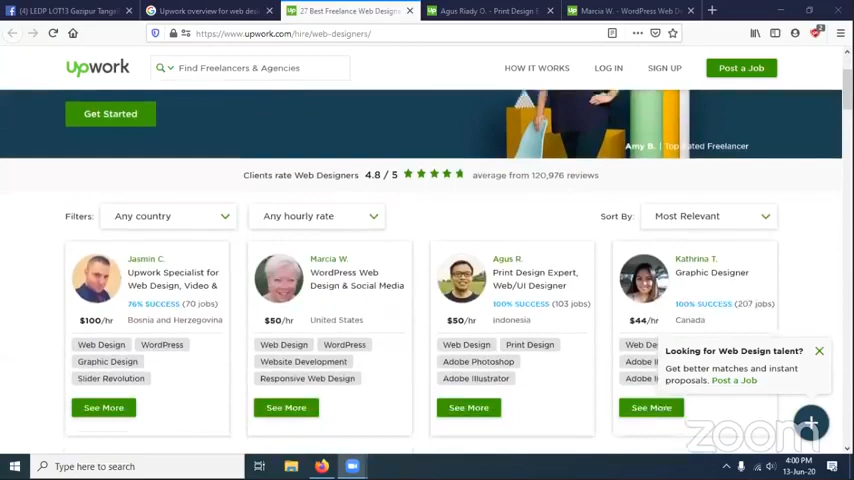 (4) LEDP LOT13 Gazipur Tangai
Upwork overview for web des
27 Best Freelance Web Designe
Agus Riady O. - Print Design E
Marcia W. - WordPress Web D
https://www.upwork.com/hire/web-designers/
upwork
Find Freelancers & Agencies
HOW IT WORKS
LOG IN
SIGN UP
Post a Job
Get Started
Amy B. | Top Rated Freelancer
Clients rate Web Designers 4.8 / 5 average from 120,976 reviews
Filters: Any country Any hourly rate Sort By: Most Relevant
Jasmin C.
Upwork Specialist for
Web Design, Video &
76% SUCCESS (70 jobs)
$100/hr Bosnia and Herzegovina
Web Design WordPress
Graphic Design
Slider Revolution
See More
Marcia W.
WordPress Web
Design & Social Media
$50/hr United States
Web Design WordPress
Website Development
Responsive Web Design
See More
Agus R.
Print Design Expert,
Web/UI Designer
100% SUCCESS (103 jobs)
$50/hr Indonesia
Web Design Print Design
Adobe Photoshop
Adobe Illustrator
See More
Kathrina T.
Graphic Designer
100% SUCCESS (207 jobs)
$44/hr Canada
Web De
Adobe I
Adobe I
See More
Looking for Web Design talent?
Get better matches and instant
proposals. Post a Job
zoom
Type here to search
4:00 PM
13-Jun-20